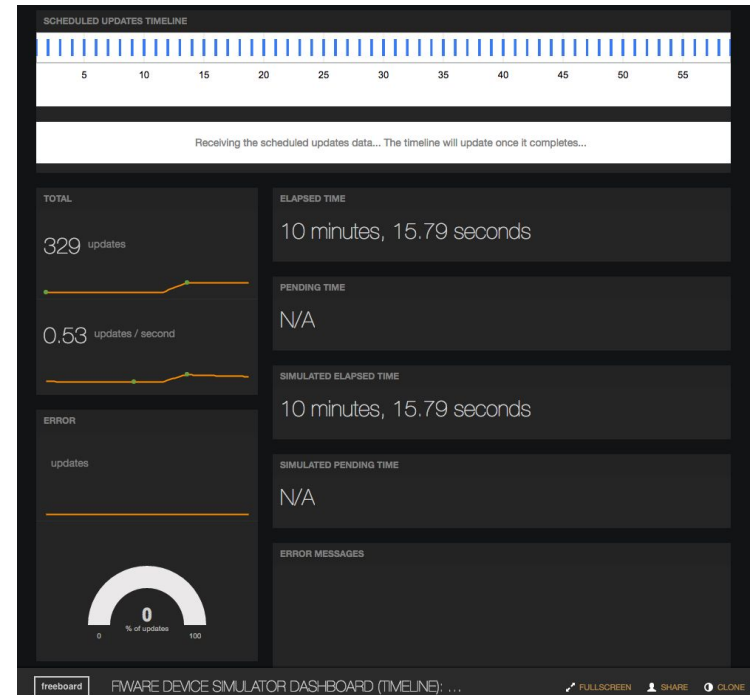 SCHEDULED UPDATES TIMELINE
5 10 15 20 25 30 35 40 45 50 55
Receiving the scheduled updates data... The timeline will update once it completes...
TOTAL
329 updates
0.53 updates / second
ERROR
updates
0
% of updates
0 100
ELAPSED TIME
10 minutes, 15.79 seconds
PENDING TIME
N/A
SIMULATED ELAPSED TIME
10 minutes, 15.79 seconds
SIMULATED PENDING TIME
N/A
ERROR MESSAGES
freeboard FIWARE DEVICE SIMULATOR DASHBOARD (TIMELINE): ... FULLSCREEN SHARE CLONE